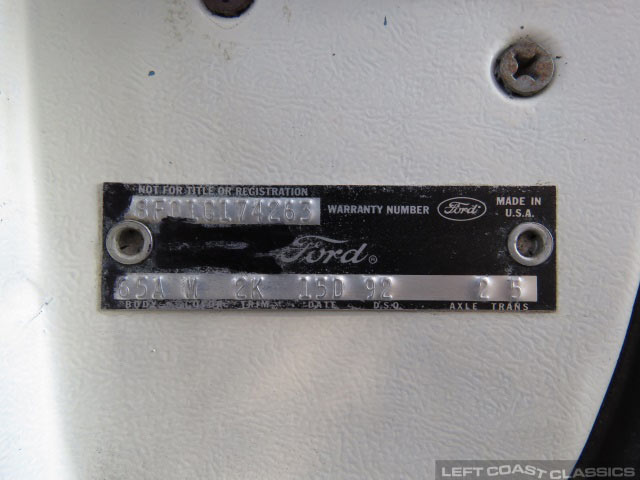 NOT FOR TITLE OR REGISTRATION
8F01C174263 WARRANTY NUMBER Ford MADE IN U.S.A.
Ford®
65A W 2K 15D 92 2 5
BODY COLOR TRIM DATE D.S.O. AXLE TRANS
LEFT COAST CLASSICS